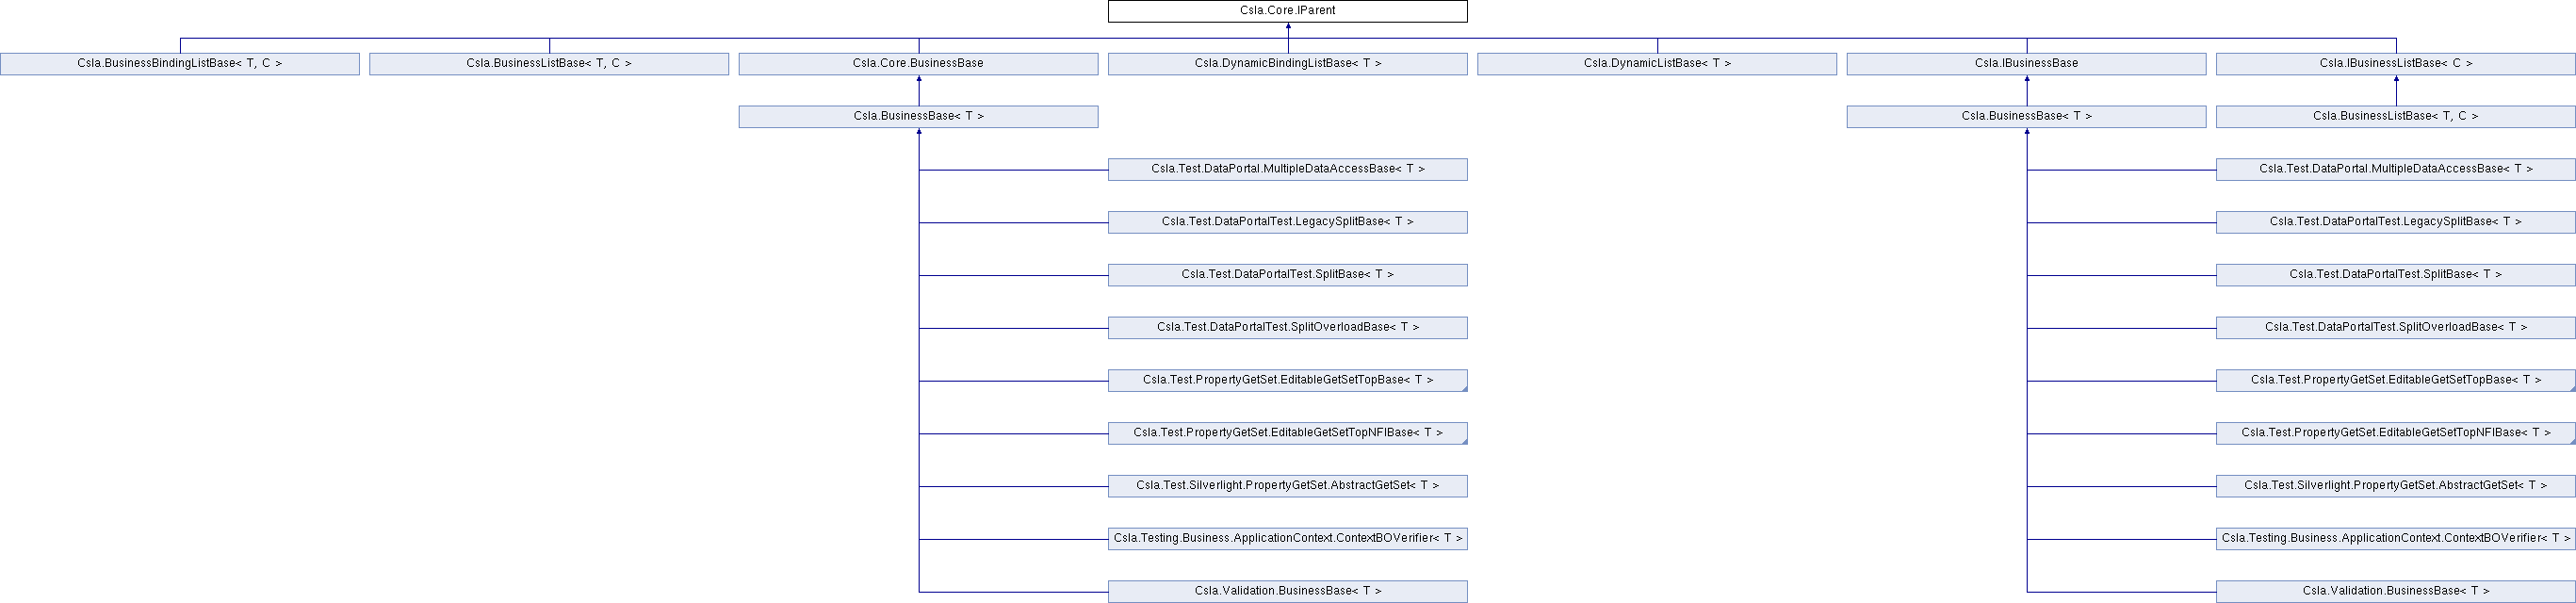 Csla.Core.IParent
Csla.BusinessBindingListBase< T, C >
Csla.BusinessListBase< T, C >
Csla.Core.BusinessBase
Csla.DynamicBindingListBase< T >
Csla.DynamicListBase< T >
Csla.IBusinessBase
Csla.IBusinessListBase< C >
Csla.BusinessBase< T >
Csla.BusinessBase< T >
Csla.BusinessListBase< T, C >
Csla.Test.DataPortal.MultipleDataAccessBase< T >
Csla.Test.DataPortal.MultipleDataAccessBase< T >
Csla.Test.DataPortalTest.LegacySplitBase< T >
Csla.Test.DataPortalTest.LegacySplitBase< T >
Csla.Test.DataPortalTest.SplitBase< T >
Csla.Test.DataPortalTest.SplitBase< T >
Csla.Test.DataPortalTest.SplitOverloadBase< T >
Csla.Test.DataPortalTest.SplitOverloadBase< T >
Csla.Test.PropertyGetSet.EditableGetSetTopBase< T >
Csla.Test.PropertyGetSet.EditableGetSetTopBase< T >
Csla.Test.PropertyGetSet.EditableGetSetTopNFIBase< T >
Csla.Test.PropertyGetSet.EditableGetSetTopNFIBase< T >
Csla.Test.Silverlight.PropertyGetSet.AbstractGetSet< T >
Csla.Test.Silverlight.PropertyGetSet.AbstractGetSet< T >
Csla.Testing.Business.ApplicationContext.ContextBOVerifier< T >
Csla.Testing.Business.ApplicationContext.ContextBOVerifier< T >
Csla.Validation.BusinessBase< T >
Csla.Validation.BusinessBase< T >